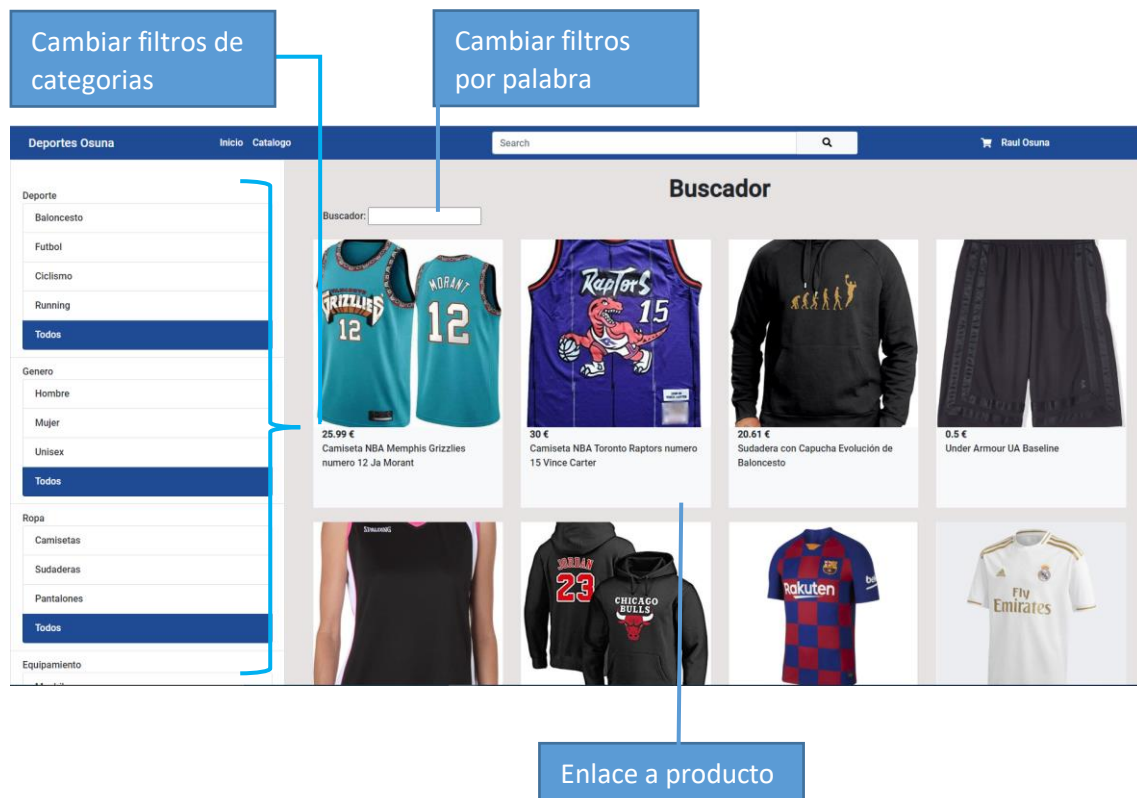 Cambiar filtros de
categorias
Cambiar filtros
por palabra
Deportes Osuna
Inicio
Catalogo
Search
Raul Osuna
Deporte
Baloncesto
Futbol
Ciclismo
Running
Todos
Genero
Hombre
Mujer
Unisex
Todos
Ropa
Camisetas
Sudaderas
Pantalones
Todos
Equipamiento
Buscador
Buscador:
GRIZZLIES
12
MORANT
12
RAPTORS
15
25.99 €
Camiseta NBA Memphis Grizzlies
numero 12 Ja Morant
30 €
Camiseta NBA Toronto Raptors numero
15 Vince Carter
20.61 €
Sudadera con Capucha Evolución de
Baloncesto
0.5 €
Under Armour UA Baseline
SPALDING
JORDAN
23
CHICAGO
BULLS
Rakuten
Fly
Emirates
Enlace a producto